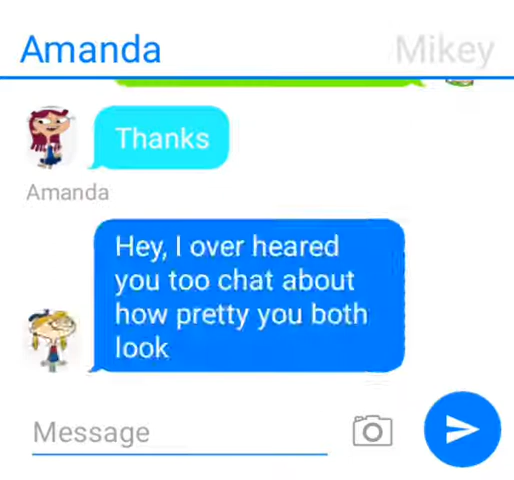 Amanda
Mikey
Thanks
Amanda
Hey, I over heared
you too chat about
how pretty you both
look
Message